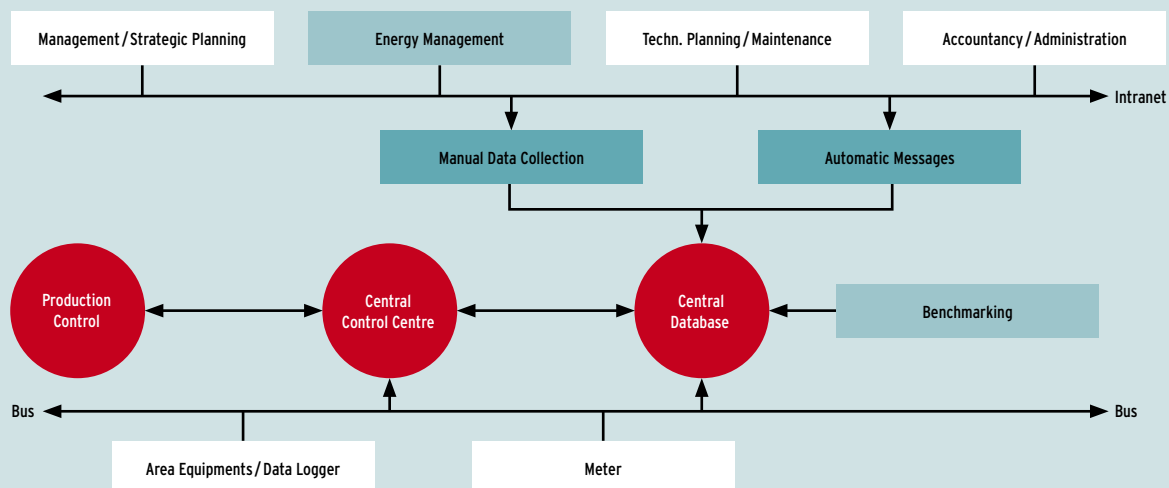 Management / Strategic Planning
Energy Management
Techn. Planning / Maintenance
Accountancy / Administration
Intranet
Manual Data Collection
Automatic Messages
Production
Control
Central
Control Centre
Central
Database
Benchmarking
Bus
Bus
Area Equipments / Data Logger
Meter